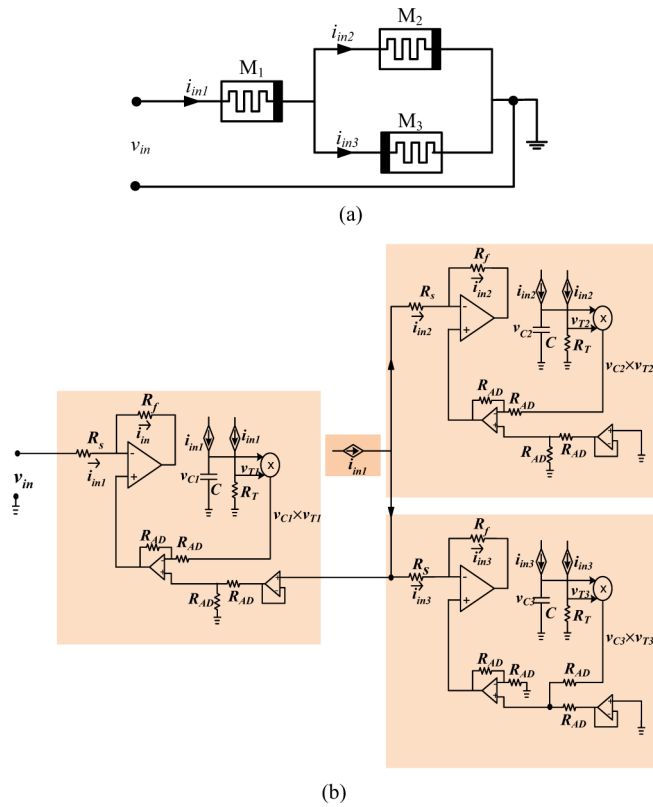 M1
M2
M3
iin1
iin2
iin3
vin
(a)
Rf
iin2
Rs
iin2
iin2
iin2
vC2
C
vT2
RT
x
vC2×vT2
RAD
RAD
RAD
RAD
Rf
iin
Rs
iin1
iin1
iin1
vC1
C
vT1
RT
x
vC1×vT1
vin
RAD
RAD
RAD
RAD
iin1
Rf
iin3
Rs
iin3
iin3
iin3
vC3
C
vT3
RT
x
vC3×vT3
RAD
RAD
RAD
RAD
(b)